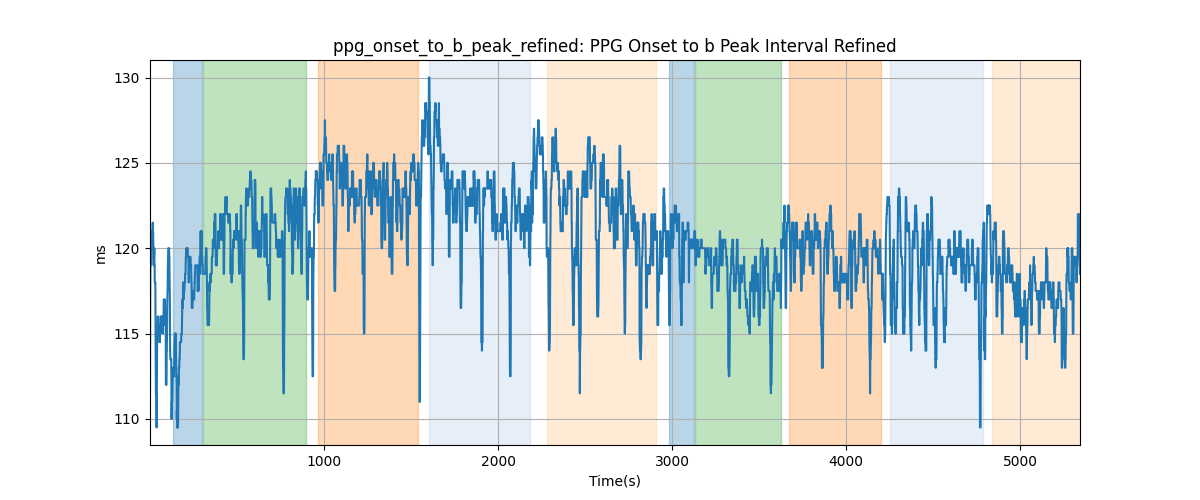 ppg_onset_to_b_peak_refined: PPG Onset to b Peak Interval Refined
130
125
120
115
110
ms
1000 2000 3000 4000 5000
Time(s)